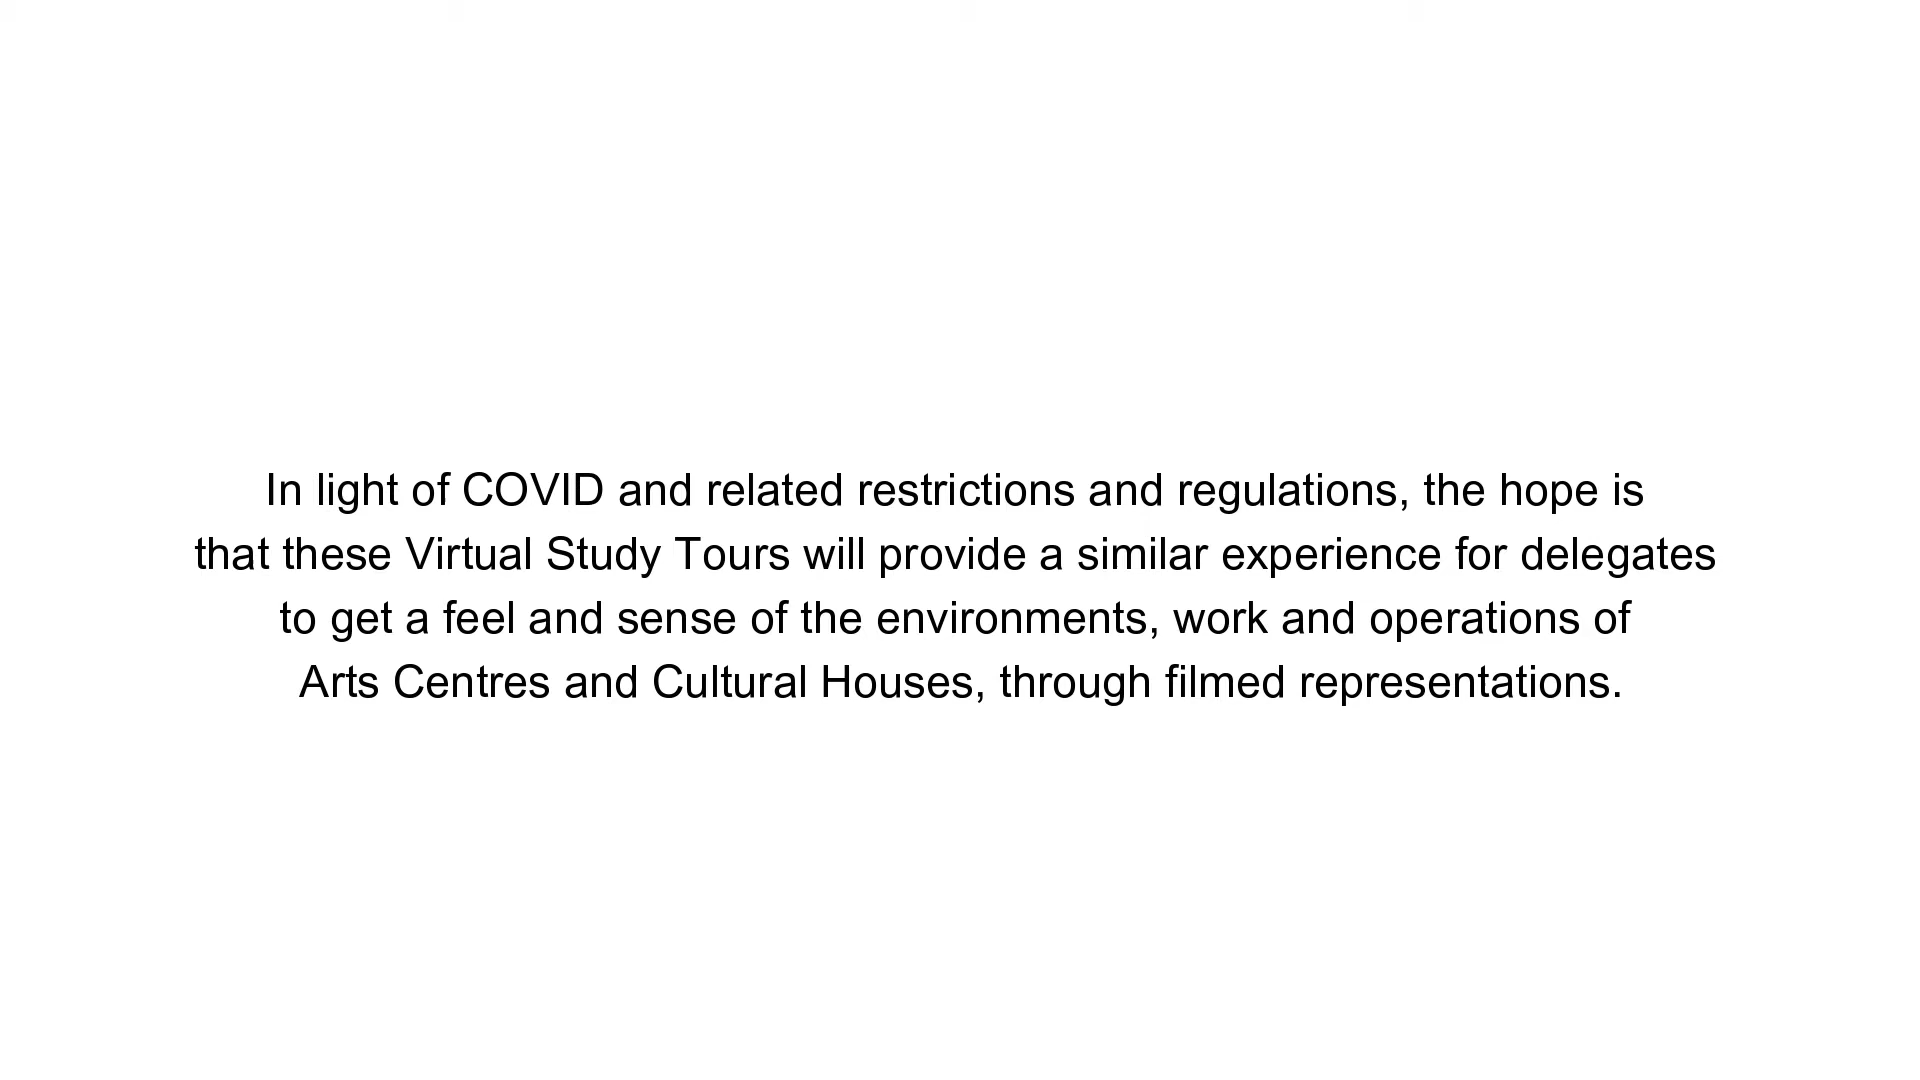 In light of COVID and related restrictions and regulations, the hope is
that these Virtual Study Tours will provide a similar experience for delegates
to get a feel and sense of the environments, work and operations of
Arts Centres and Cultural Houses, through filmed representations.